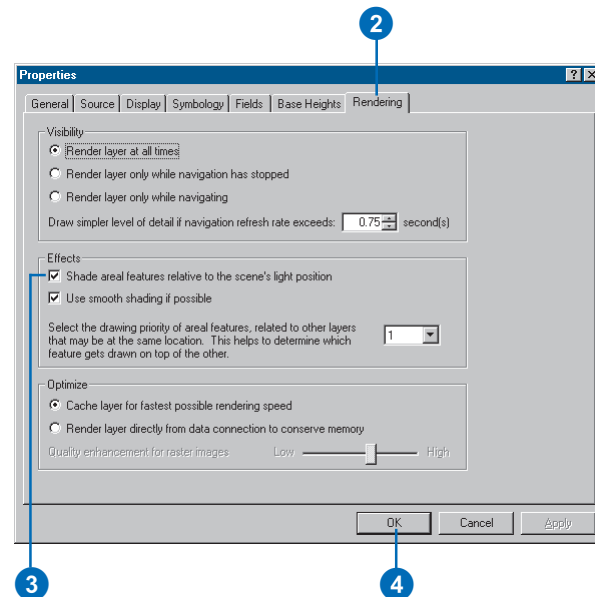 2
Properties
General Source Display Symbology Fields Base Heights Rendering
Visibility
Render layer at all times
Render layer only while navigation has stopped
Render layer only while navigating
Draw simpler level of detail if navigation refresh rate exceeds: 0.75 second(s)
Effects
Shade areal features relative to the scene's light position
Use smooth shading if possible
Select the drawing priority of areal features, related to other layers
that may be at the same location. This helps to determine which
feature gets drawn on top of the other.
1
Optimize
Cache layer for fastest possible rendering speed
Render layer directly from data connection to conserve memory
Quality enhancement for raster images Low High
OK Cancel Apply
3 4